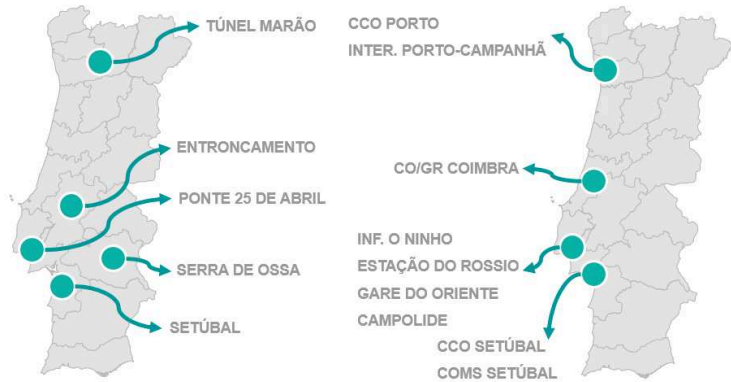 TÚNEL MARÃO
ENTRONCAMENTO
PONTE 25 DE ABRIL
SERRA DE OSSA
SETÚBAL
CCO PORTO
INTER. PORTO-CAMPANHÃ
CO/GR COIMBRA
INF. O NINHO
ESTAÇÃO DO ROSSIO
GARE DO ORIENTE
CAMPOLIDE
CCO SETÚBAL
COMS SETÚBAL